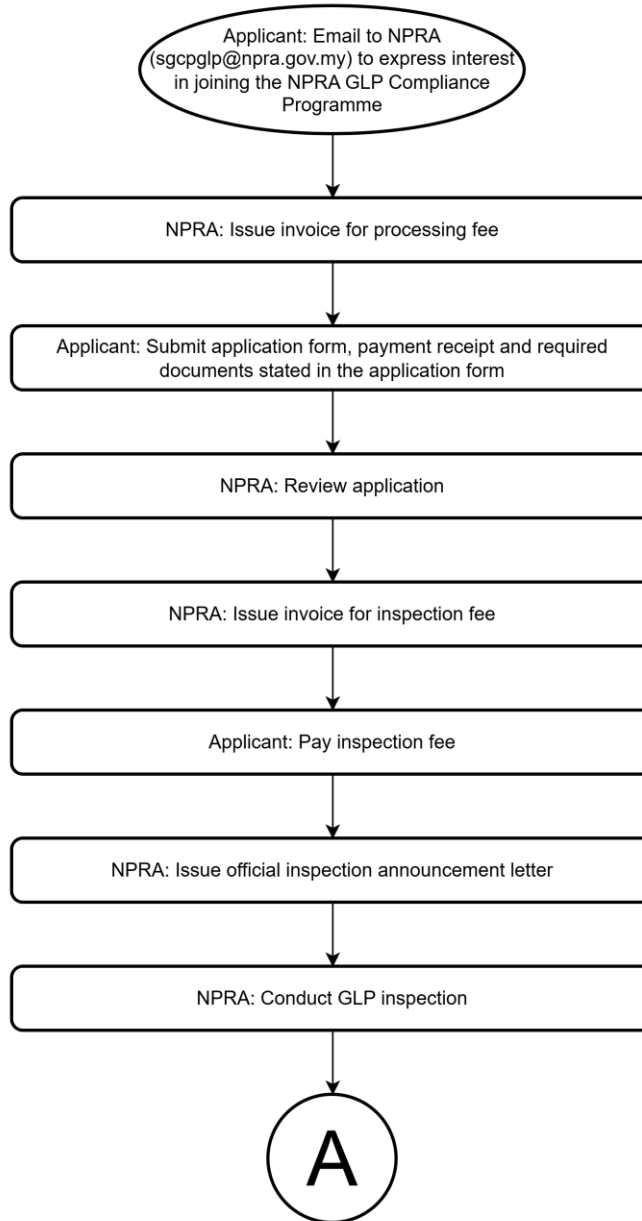 Applicant: Email to NPRA
(sgcpglp@npra.gov.my) to express interest
in joining the NPRA GLP Compliance
Programme
NPRA: Issue invoice for processing fee
Applicant: Submit application form, payment receipt and required
documents stated in the application form
NPRA: Review application
NPRA: Issue invoice for inspection fee
Applicant: Pay inspection fee
NPRA: Issue official inspection announcement letter
NPRA: Conduct GLP inspection
A